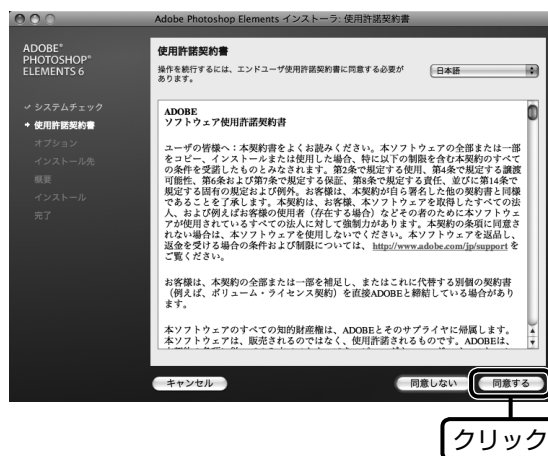 Adobe Photoshop Elements インストーラ: 使用許諾契約書
ADOBE®
PHOTOSHOP®
ELEMENTS 6
システムチェック
使用許諾契約書
オプション
インストール先
概要
インストール
完了
使用許諾契約書
操作を続行するには、エンドユーザ使用許諾契約書に同意する必要が
あります。
日本語
ADOBE
ソフトウェア使用許諾契約書
ユーザの皆様へ：本契約書をよくお読みください。本ソフトウェアの全部または一部
をコピー、インストールまたは使用した場合、特に以下の制限を含む本契約のすべて
の条件を受諾したものとみなされます。第2条で規定する使用、第4条で規定する譲渡
可能性、第6条および第7条で規定する保証、第8条で規定する責任、並びに第14条で
規定する固有の規定および例外。お客様は、本契約が自ら署名した他の契約書と同様
であることを了承します。本契約は、お客様、本ソフトウェアを取得したすべての法
人、および例えばお客様の使用者（存在する場合）などその者のために本ソフトウェ
アが使用されているすべての法人に対して強制力があります。本契約の条項に同意さ
れない場合は、本ソフトウェアを使用しないでください。本ソフトウェアを返品し、
返金を受ける場合の条件および制限については、http://www.adobe.com/jp/support を
ご覧ください。
お客様は、本契約の全部または一部を補足し、またはこれに代替する別個の契約書
（例えば、ボリューム・ライセンス契約）を直接ADOBEと締結している場合があり
ます。
本ソフトウェアのすべての知的財産権は、ADOBEとそのサプライヤに帰属します。
本ソフトウェアは、販売されるのではなく、使用許諾されるものです。ADOBEは、
キャンセル
同意しない
同意する
クリック